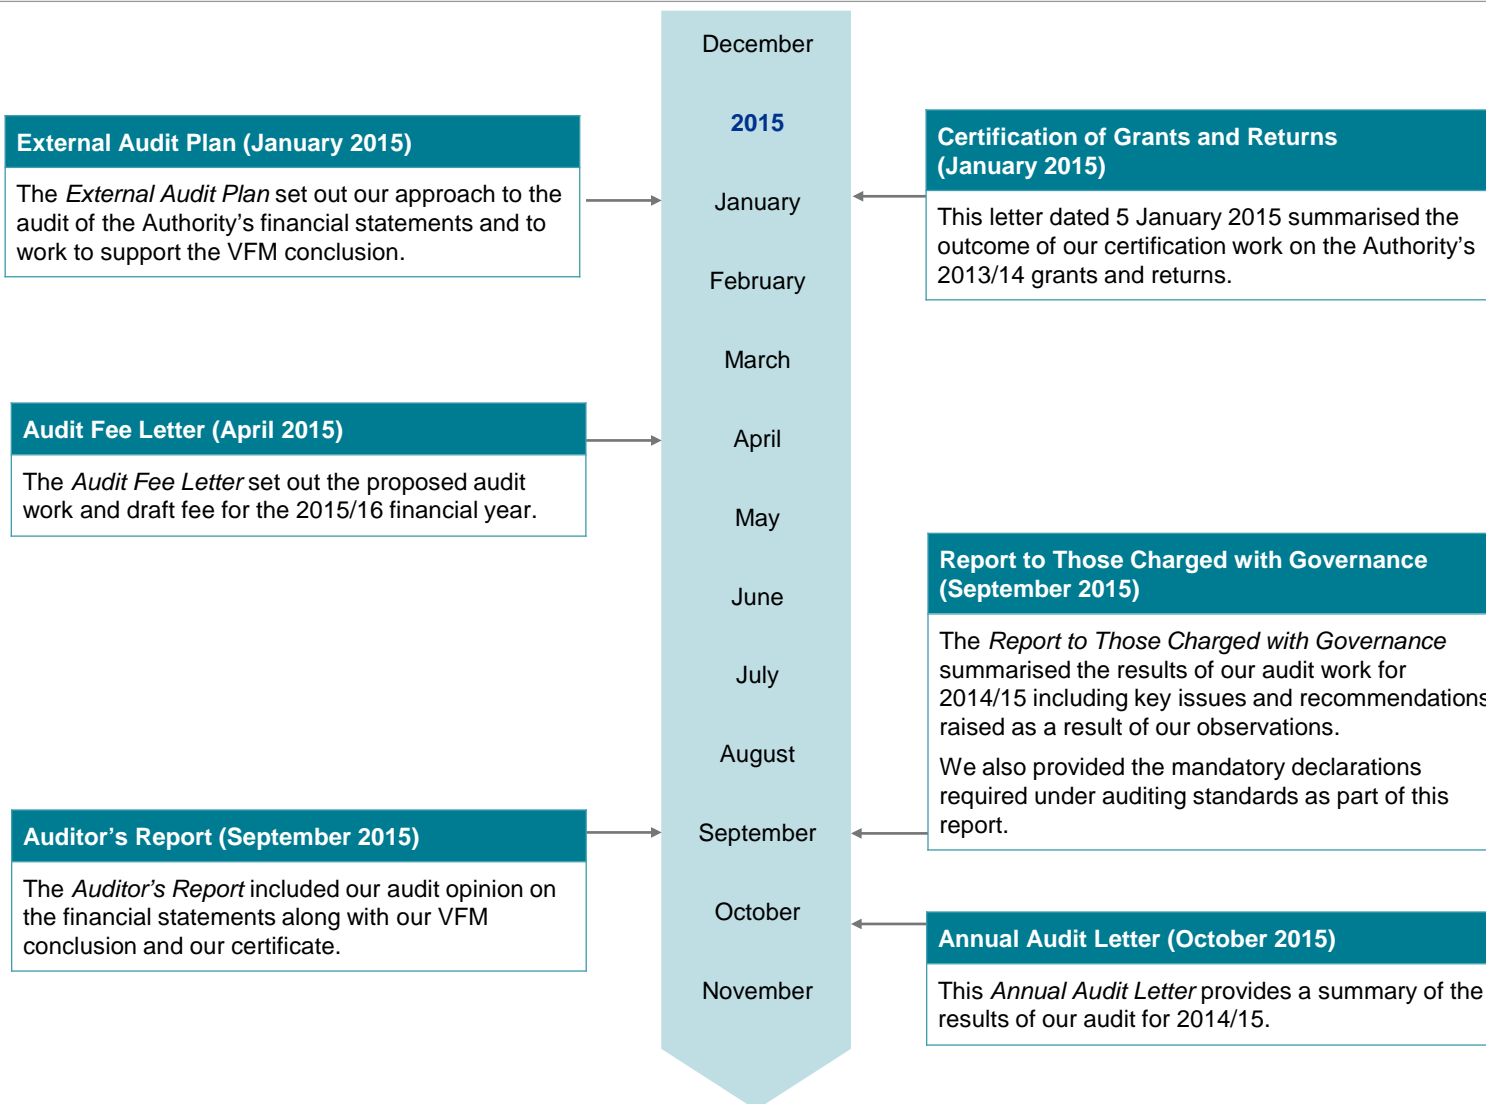 December
2015
January
February
March
April
May
June
July
August
September
October
November
External Audit Plan (January 2015)
The External Audit Plan set out our approach to the
audit of the Authority's financial statements and to
work to support the VFM conclusion.
Audit Fee Letter (April 2015)
The Audit Fee Letter set out the proposed audit
work and draft fee for the 2015/16 financial year.
Auditor's Report (September 2015)
The Auditor's Report included our audit opinion on
the financial statements along with our VFM
conclusion and our certificate.
Certification of Grants and Returns
(January 2015)
This letter dated 5 January 2015 summarised the
outcome of our certification work on the Authority's
2013/14 grants and returns.
Report to Those Charged with Governance
(September 2015)
The Report to Those Charged with Governance
summarised the results of our audit work for
2014/15 including key issues and recommendations
raised as a result of our observations.
We also provided the mandatory declarations
required under auditing standards as part of this
report.
Annual Audit Letter (October 2015)
This Annual Audit Letter provides a summary of the
results of our audit for 2014/15.